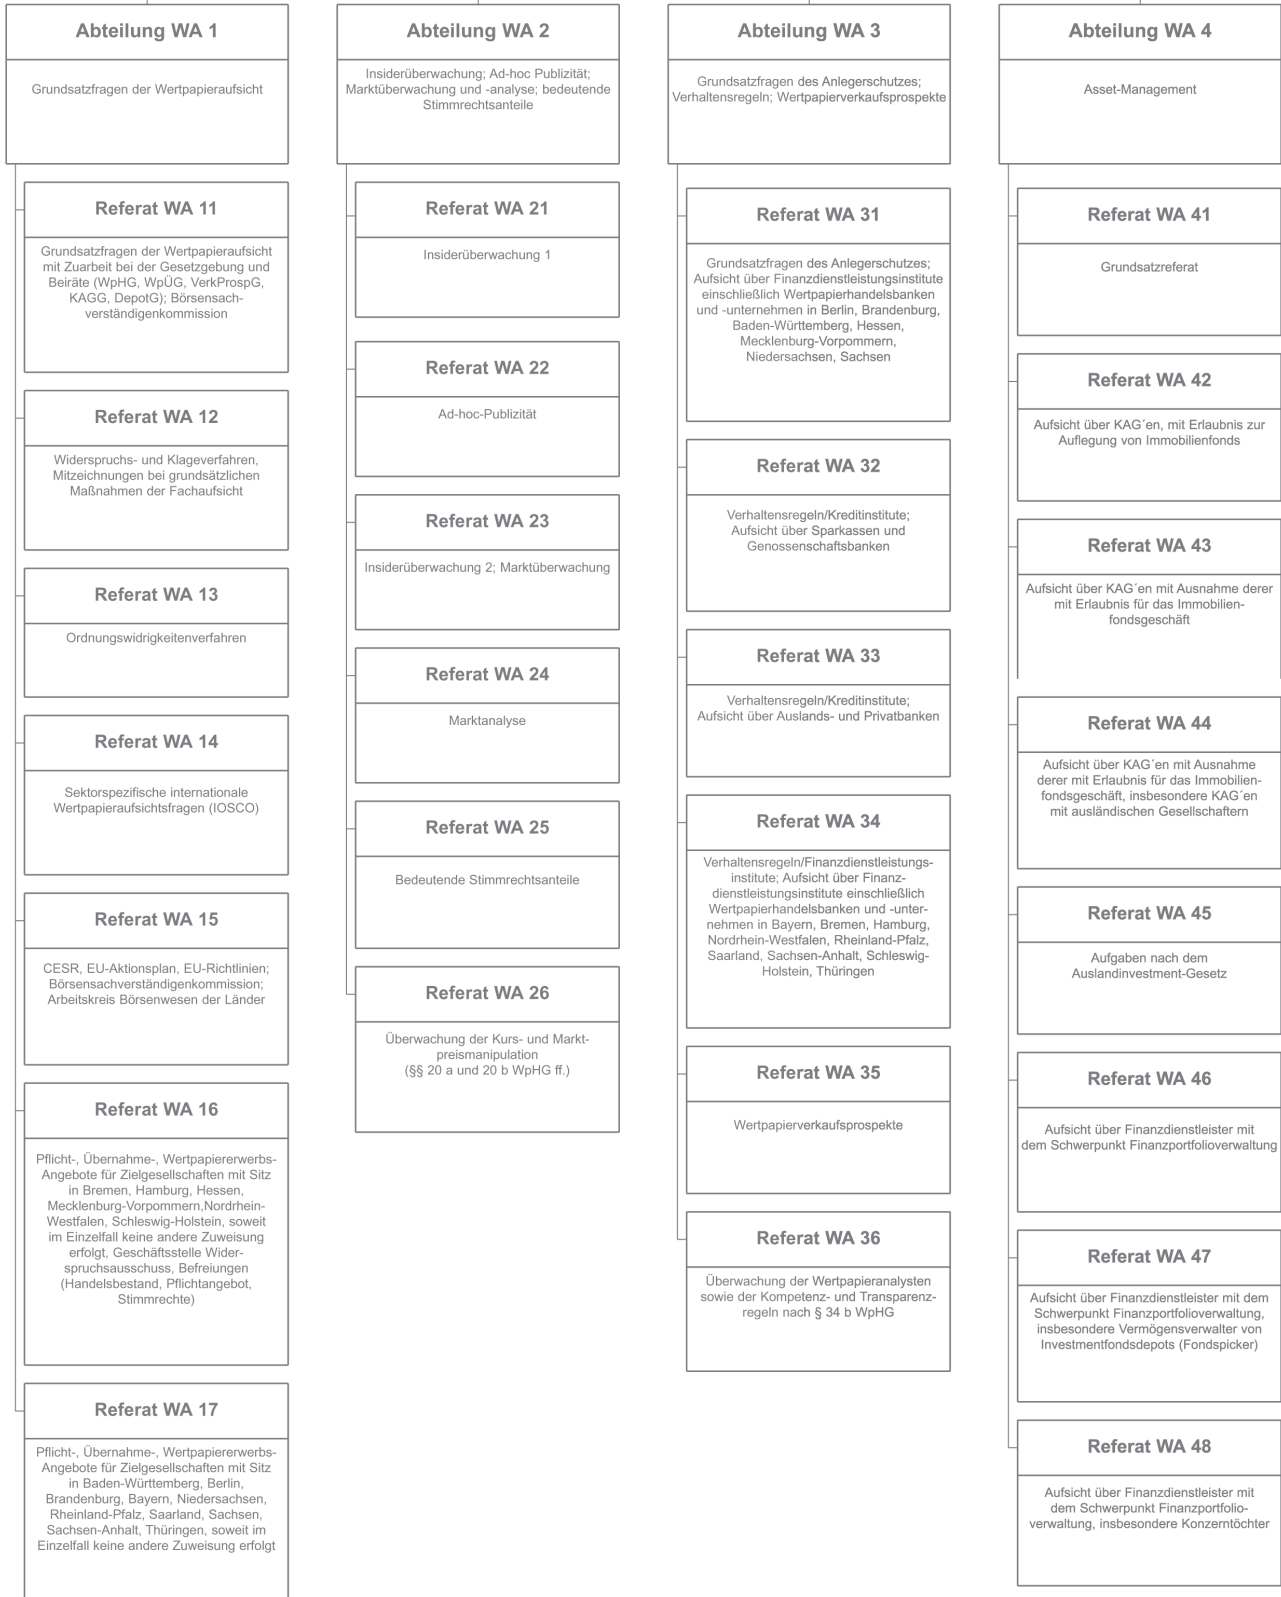 Abteilung WA 1
Grundsatzfragen der Wertpapieraufsicht
Referat WA 11
Grundsatzfragen der Wertpapieraufsicht
mit Zuarbeit bei der Gesetzgebung und
Beiräte (WpHG, WpÜG, VerkProspG,
KAGG, DepotG); Börsensach-
verständigenkommission
Referat WA 12
Widerspruchs- und Klageverfahren,
Mitzeichnungen bei grundsätzlichen
Maßnahmen der Fachaufsicht
Referat WA 13
Ordnungswidrigkeitenverfahren
Referat WA 14
Sektorspezifische internationale
Wertpapieraufsichtsfragen (IOSCO)
Referat WA 15
CESR, EU-Aktionsplan, EU-Richtlinien;
Börsensachverständigenkommission;
Arbeitskreis Börsenwesen der Länder
Referat WA 16
Pflicht-, Übernahme-, Wertpapiererwerbs-
Angebote für Zielgesellschaften mit Sitz
in Bremen, Hamburg, Hessen,
Mecklenburg-Vorpommern,Nordrhein-
Westfalen, Schleswig-Holstein, soweit
im Einzelfall keine andere Zuweisung
erfolgt, Geschäftsstelle Wider-
spruchsausschuss, Befreiungen
(Handelsbestand, Pflichtangebot,
Stimmrechte)
Referat WA 17
Pflicht-, Übernahme-, Wertpapiererwerbs-
Angebote für Zielgesellschaften mit Sitz
in Baden-Württemberg, Berlin,
Brandenburg, Bayern, Niedersachsen,
Rheinland-Pfalz, Saarland, Sachsen,
Sachsen-Anhalt, Thüringen, soweit im
Einzelfall keine andere Zuweisung erfolgt
Abteilung WA 2
Insiderüberwachung; Ad-hoc Publizität;
Marktüberwachung und -analyse; bedeutende
Stimmrechtsanteile
Referat WA 21
Insiderüberwachung 1
Referat WA 22
Ad-hoc-Publizität
Referat WA 23
Insiderüberwachung 2; Marktüberwachung
Referat WA 24
Marktanalyse
Referat WA 25
Bedeutende Stimmrechtsanteile
Referat WA 26
Überwachung der Kurs- und Markt-
preismanipulation
(§§ 20 a und 20 b WpHG ff.)
Abteilung WA 3
Grundsatzfragen des Anlegerschutzes;
Verhaltensregeln; Wertpapierverkaufsprospekte
Referat WA 31
Grundsatzfragen des Anlegerschutzes;
Aufsicht über Finanzdienstleistungsinstitute
einschließlich Wertpapierhandelsbanken
und -unternehmen in Berlin, Brandenburg,
Baden-Württemberg, Hessen,
Mecklenburg-Vorpommern,
Niedersachsen, Sachsen
Referat WA 32
Verhaltensregeln/Kreditinstitute;
Aufsicht über Sparkassen und
Genossenschaftsbanken
Referat WA 33
Verhaltensregeln/Kreditinstitute;
Aufsicht über Auslands- und Privatbanken
Referat WA 34
Verhaltensregeln/Finanzdienstleistungs-
institute; Aufsicht über Finanz-
dienstleistungsinstitute einschließlich
Wertpapierhandelsbanken und -unter-
nehmen in Bayern, Bremen, Hamburg,
Nordrhein-Westfalen, Rheinland-Pfalz,
Saarland, Sachsen-Anhalt, Schleswig-
Holstein, Thüringen
Referat WA 35
Wertpapierverkaufsprospekte
Referat WA 36
Überwachung der Wertpapieranalysten
sowie der Kompetenz- und Transparenz-
regeln nach § 34 b WpHG
Abteilung WA 4
Asset-Management
Referat WA 41
Grundsatzreferat
Referat WA 42
Aufsicht über KAG´en, mit Erlaubnis zur
Auflegung von Immobilienfonds
Referat WA 43
Aufsicht über KAG´en mit Ausnahme derer
mit Erlaubnis für das Immobilien-
fondsgeschäft
Referat WA 44
Aufsicht über KAG´en mit Ausnahme
derer mit Erlaubnis für das Immobilien-
fondsgeschäft, insbesondere KAG´en
mit ausländischen Gesellschaftern
Referat WA 45
Aufgaben nach dem
Auslandinvestment-Gesetz
Referat WA 46
Aufsicht über Finanzdienstleister mit
dem Schwerpunkt Finanzportfolioverwaltung
Referat WA 47
Aufsicht über Finanzdienstleister mit dem
Schwerpunkt Finanzportfolioverwaltung,
insbesondere Vermögensverwalter von
Investmentfondsdepots (Fondspicker)
Referat WA 48
Aufsicht über Finanzdienstleister mit
dem Schwerpunkt Finanzportfolio-
verwaltung, insbesondere Konzerntöchter